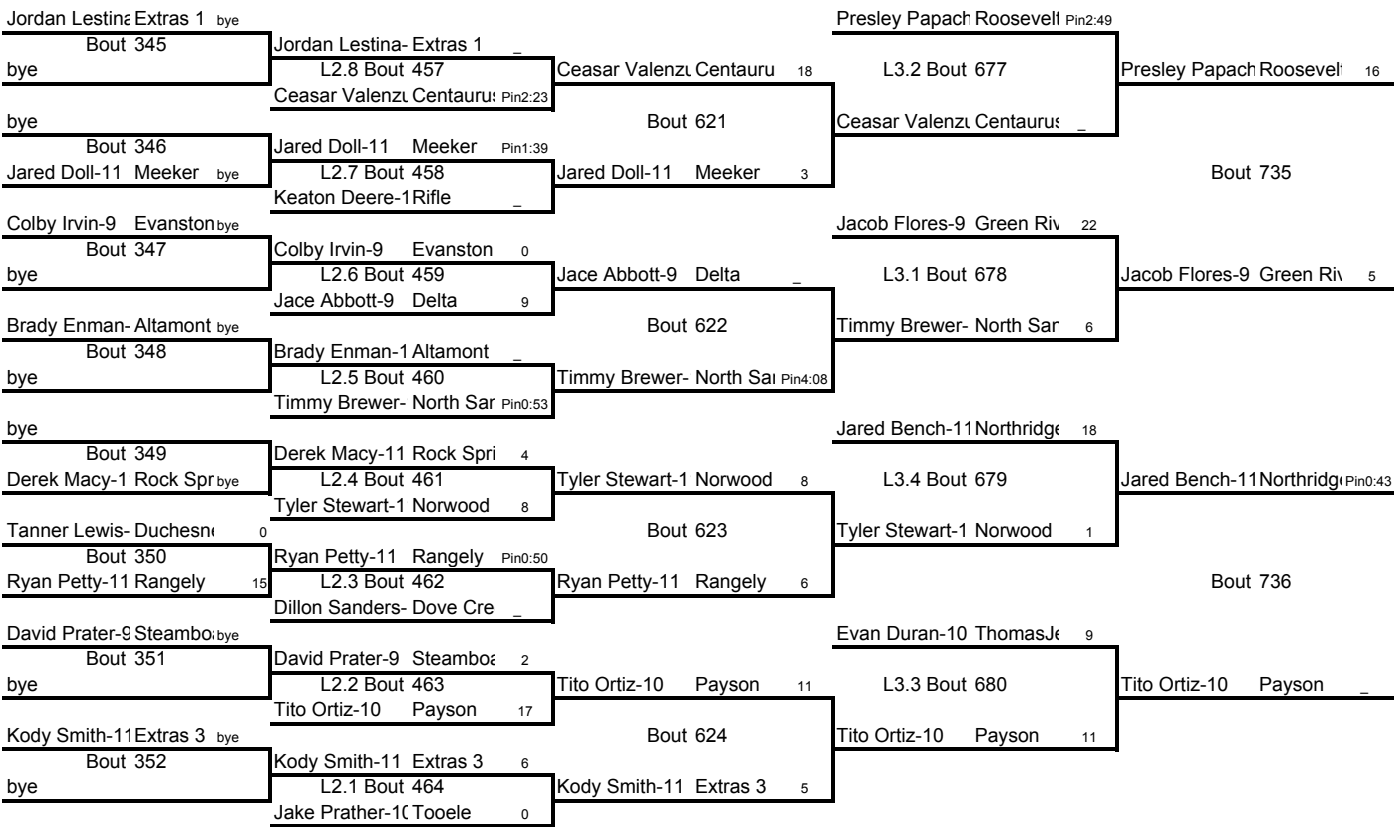 Jordan Lestina Extras 1 bye Presley Papach Roosevelt Pin2:49
Bout 345 Jordan Lestina- Extras 1 _
bye L2.8 Bout 457 Ceasar Valenzu Centauru 18 L3.2 Bout 677 Presley Papach Roosevelt 16
Ceasar Valenzu Centaurus Pin2:23
bye Bout 621 Ceasar Valenzu Centaurus _
Bout 346 Jared Doll-11 Meeker Pin1:39
Jared Doll-11 Meeker bye L2.7 Bout 458 Jared Doll-11 Meeker 3 Bout 735
Keaton Deere-1 Rifle _
Colby Irvin-9 Evanston bye Jacob Flores-9 Green Riv 22
Bout 347 Colby Irvin-9 Evanston 0
bye L2.6 Bout 459 Jace Abbott-9 Delta _ L3.1 Bout 678 Jacob Flores-9 Green Riv 5
Jace Abbott-9 Delta 9
Brady Enman- Altamont bye Bout 622 Timmy Brewer- North San 6
Bout 348 Brady Enman-1 Altamont _
bye L2.5 Bout 460 Timmy Brewer- North Sai Pin4:08
Timmy Brewer- North San Pin0:53
bye Jared Bench-11 Northridge 18
Bout 349 Derek Macy-11 Rock Spri 4
Derek Macy-1 Rock Spr bye L2.4 Bout 461 Tyler Stewart-1 Norwood 8 L3.4 Bout 679 Jared Bench-11 Northridge Pin0:43
Tyler Stewart-1 Norwood 8
Tanner Lewis- Duchesne 0 Bout 623 Tyler Stewart-1 Norwood 1
Bout 350 Ryan Petty-11 Rangely Pin0:50
Ryan Petty-11 Rangely 15 L2.3 Bout 462 Ryan Petty-11 Rangely 6 Bout 736
Dillon Sanders- Dove Cre _
David Prater-9 Steamboa bye Evan Duran-10 ThomasJe 9
Bout 351 David Prater-9 Steamboa 2
bye L2.2 Bout 463 Tito Ortiz-10 Payson 11 L3.3 Bout 680 Tito Ortiz-10 Payson _
Tito Ortiz-10 Payson 17
Kody Smith-11 Extras 3 bye Bout 624 Tito Ortiz-10 Payson 11
Bout 352 Kody Smith-11 Extras 3 6
bye L2.1 Bout 464 Kody Smith-11 Extras 3 5
Jake Prather-10 Tooele 0